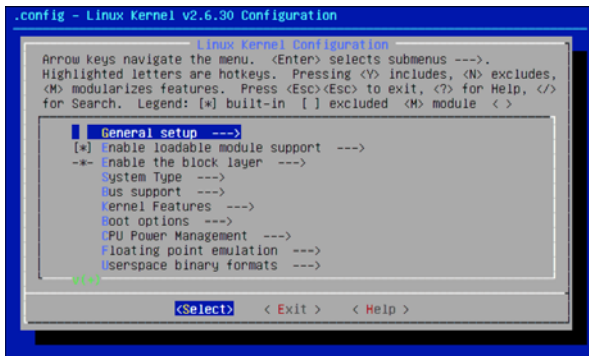 .config - Linux Kernel v2.6.30 Configuration
Linux Kernel Configuration
Arrow keys navigate the menu. <Enter> selects submenus --->.
Highlighted letters are hotkeys. Pressing <Y> includes, <N> excludes,
<M> modularizes features. Press <Esc><Esc> to exit, <?> for Help, </>
for Search. Legend: [*] built-in [ ] excluded <M> module < >
General setup --->
[*] Enable loadable module support --->
-*- Enable the block layer --->
System Type --->
Bus support --->
Kernel Features --->
Boot options --->
CPU Power Management --->
Floating point emulation --->
Userspace binary formats --->
<Select> < Exit > < Help >